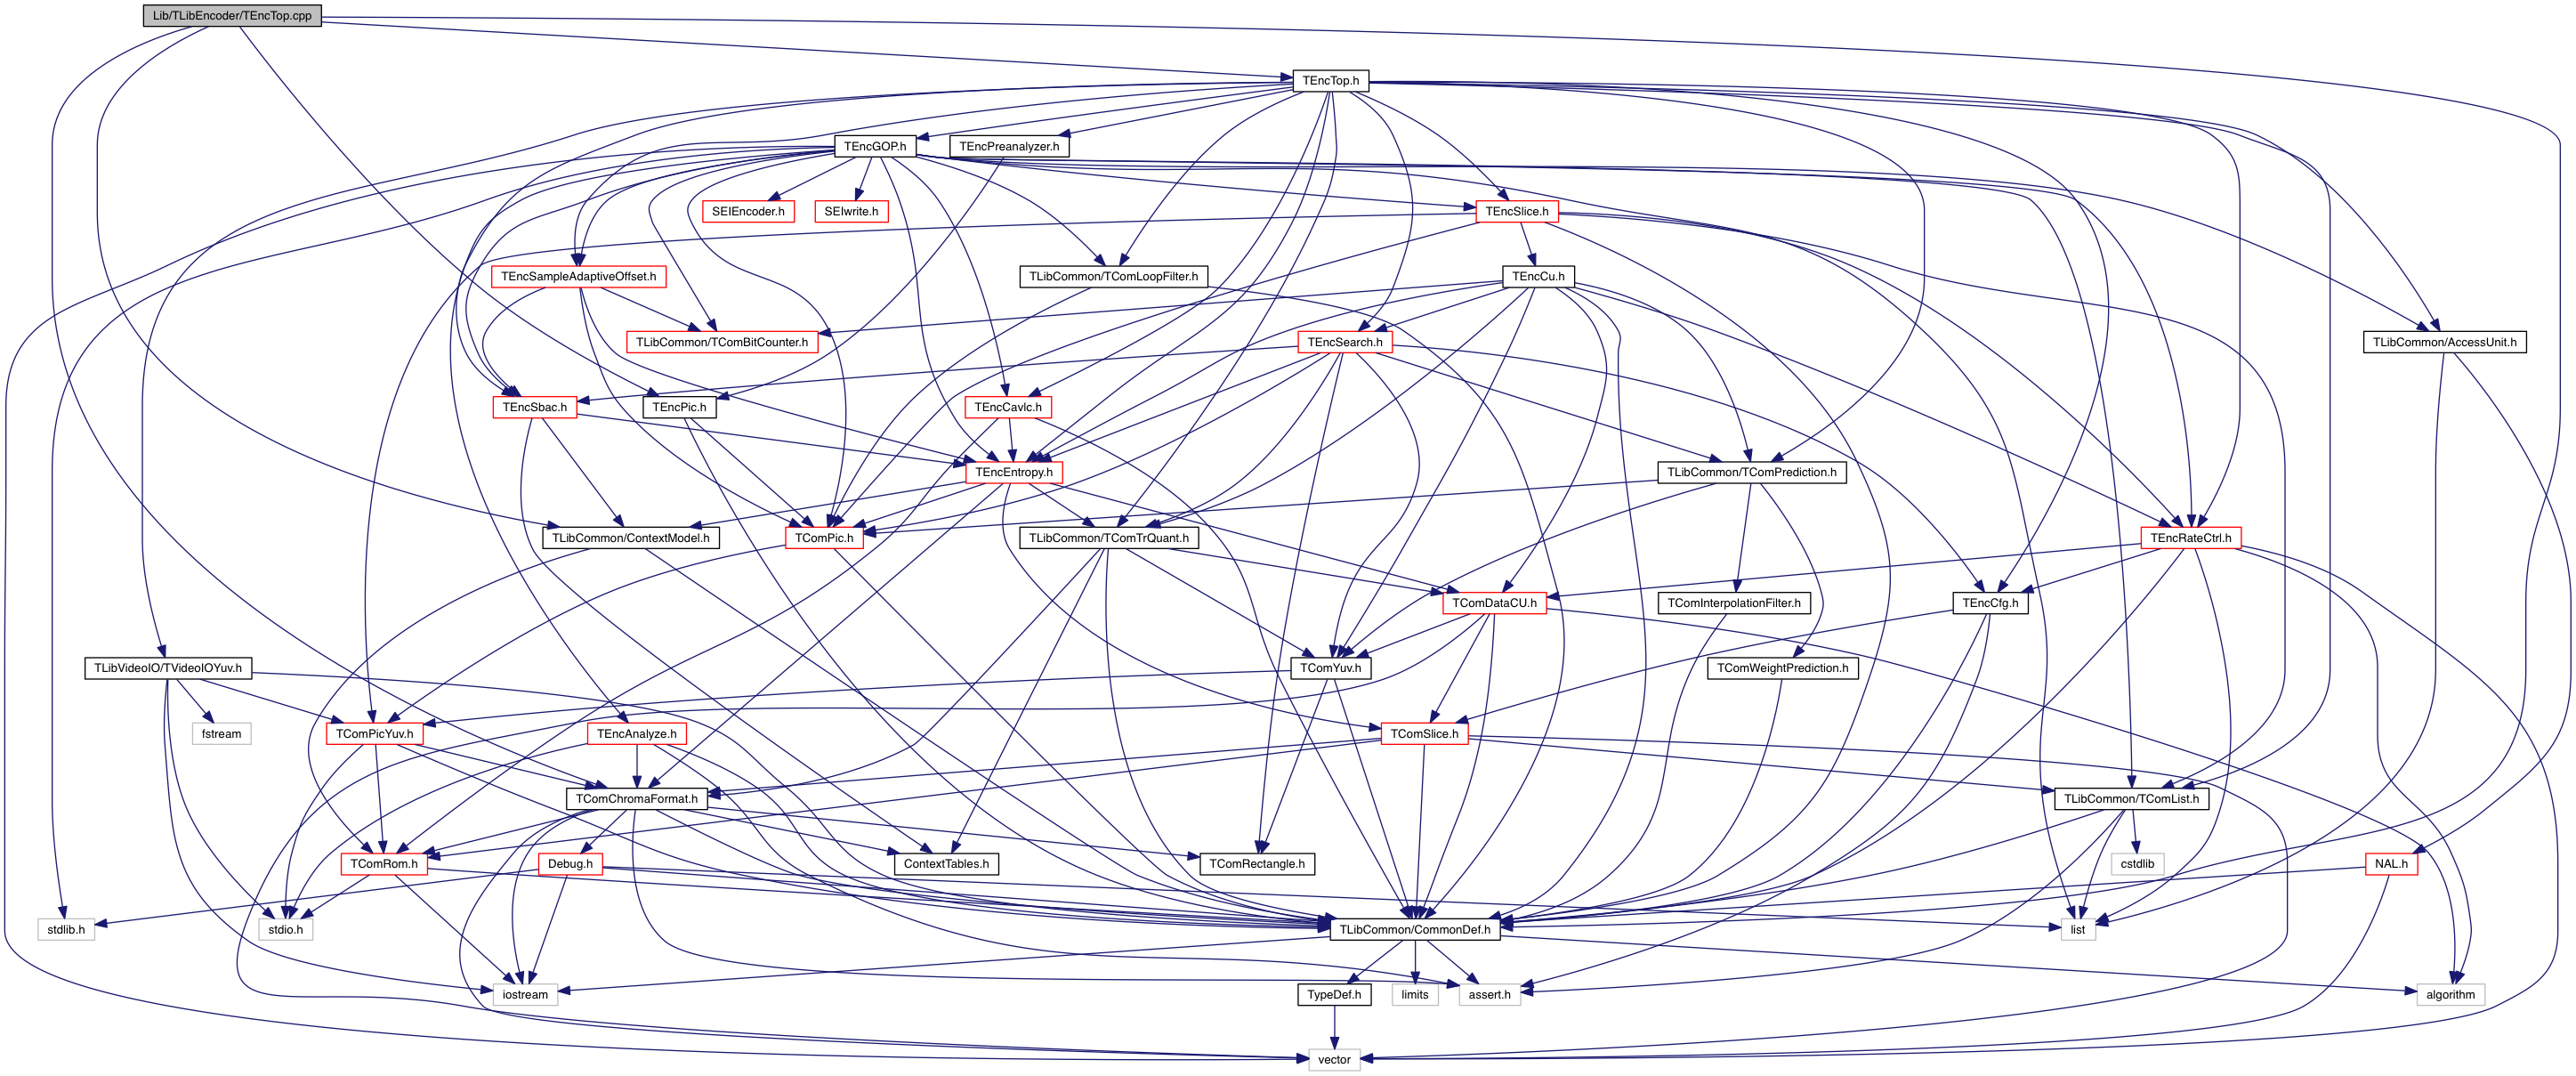 Lib/TLibEncoder/TEncTop.cpp
TEncTop.h
TEncGOP.h
TEncPreanalyzer.h
SEIEncoder.h
SEIwrite.h
TEncSlice.h
TEncSampleAdaptiveOffset.h
TLibCommon/TComLoopFilter.h
TEncCu.h
TLibCommon/TComBitCounter.h
TEncSearch.h
TLibCommon/AccessUnit.h
TEncSbac.h
TEncPic.h
TEncCavlc.h
TEncEntropy.h
TLibCommon/TComPrediction.h
TLibCommon/ContextModel.h
TComPic.h
TLibCommon/TComTrQuant.h
TEncRateCtrl.h
TComDataCU.h
TComInterpolationFilter.h
TEncCfg.h
TLibVideoIO/TVideoIOYuv.h
TComYuv.h
TComWeightPrediction.h
fstream
TComPicYuv.h
TEncAnalyze.h
TComSlice.h
TComChromaFormat.h
TLibCommon/TComList.h
TComRom.h
Debug.h
ContextTables.h
TComRectangle.h
cstdlib
NAL.h
stdlib.h
stdio.h
TLibCommon/CommonDef.h
list
iostream
TypeDef.h
limits
assert.h
algorithm
vector